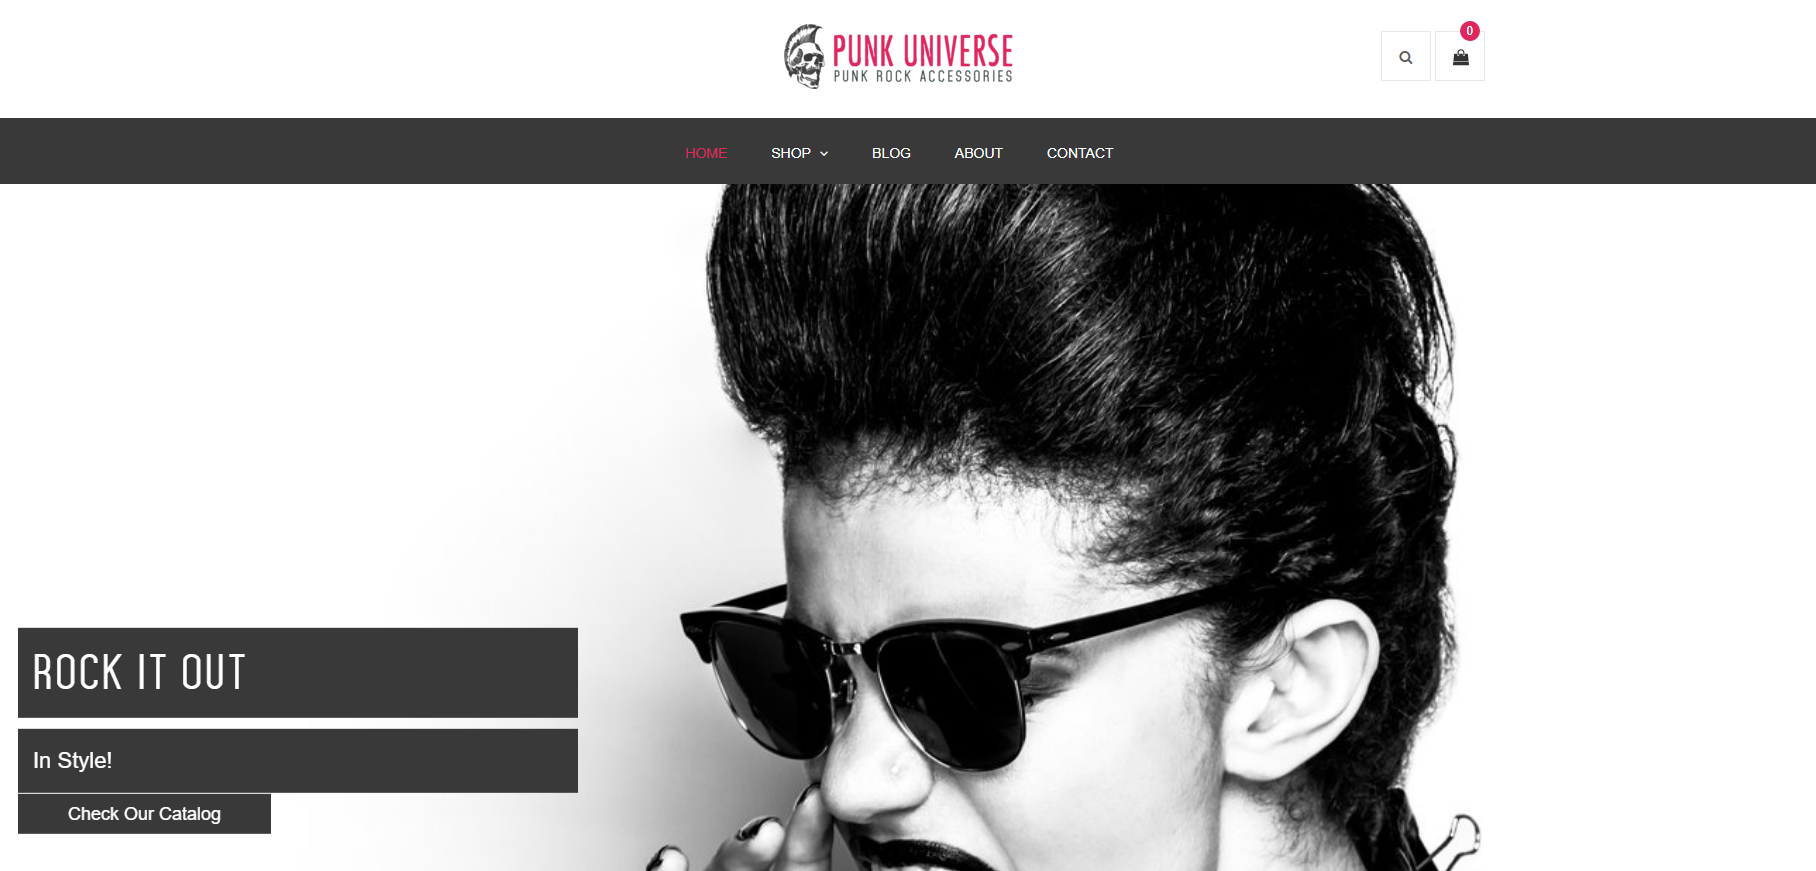 PUNK UNIVERSE
PUNK ROCK ACCESSORIES
0
HOME SHOP BLOG ABOUT CONTACT
ROCK IT OUT
In Style!
Check Our Catalog